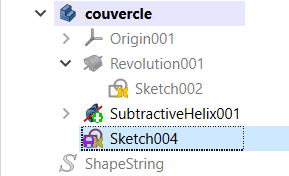 couvercle
Origin001
Revolution001
Sketch002
SubtractiveHelix001
Sketch004
ShapeString